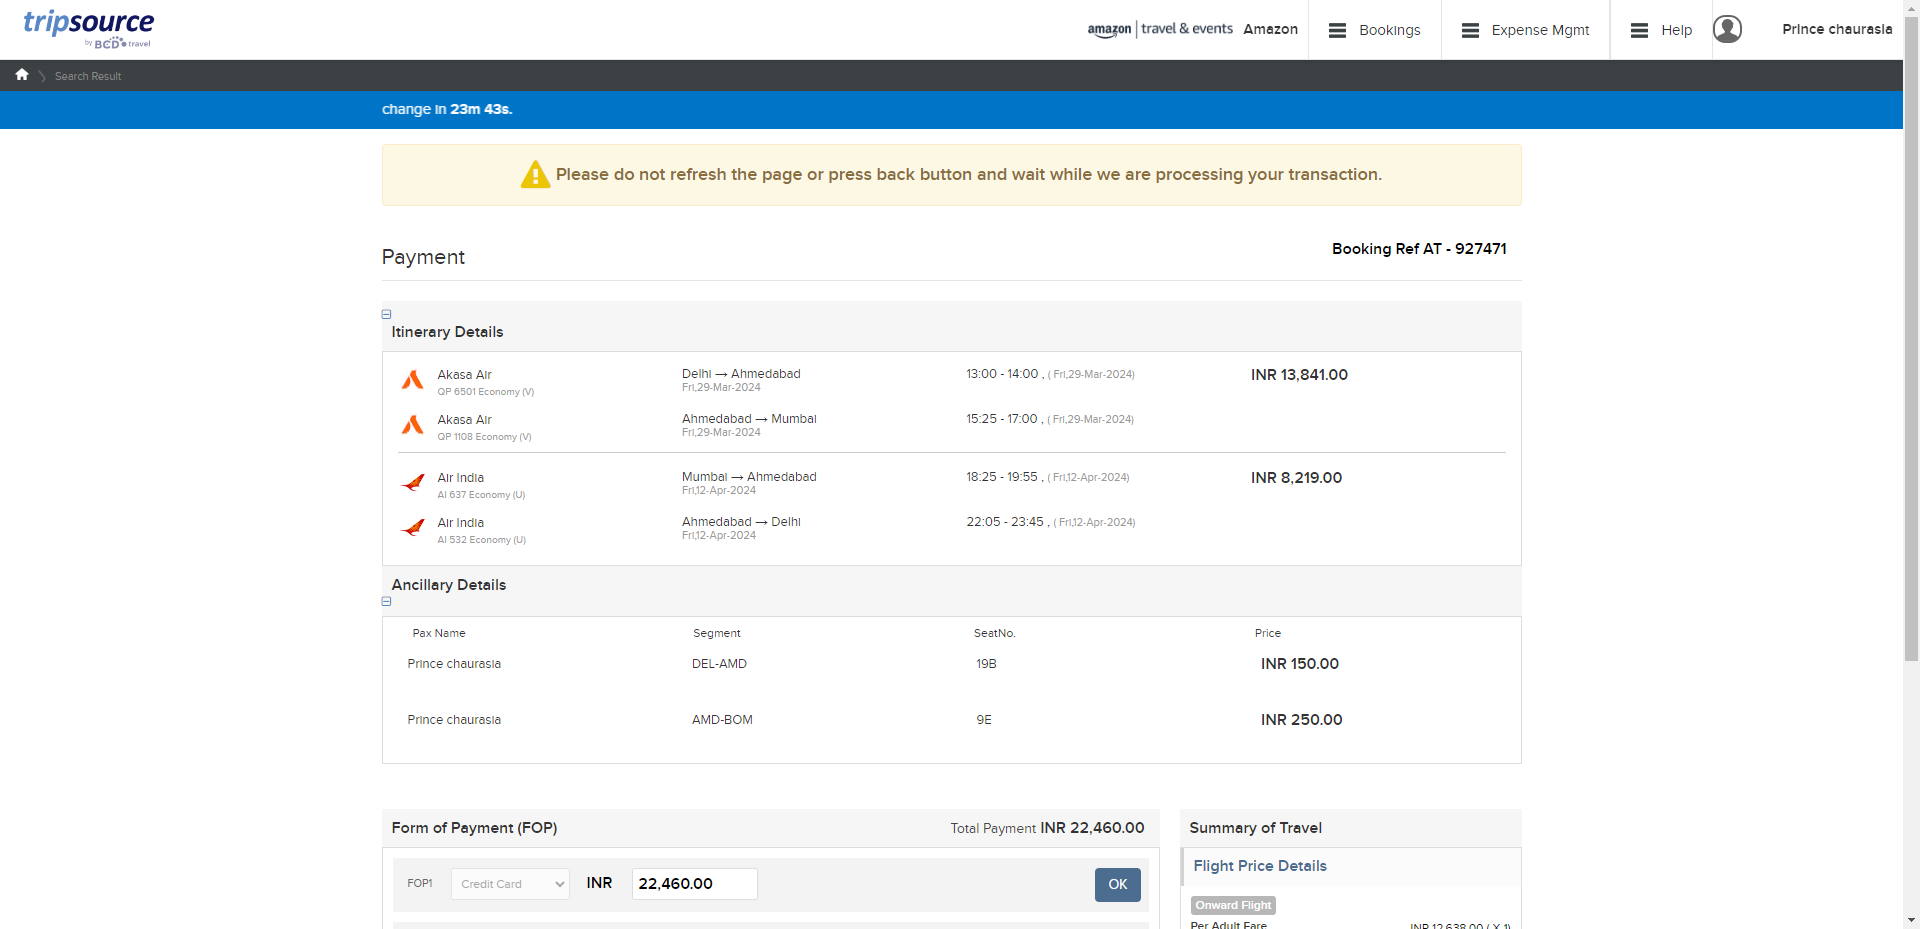 tripsource
by BCD travel
amazon | travel & events Amazon
Bookings
Expense Mgmt
Help
Prince chaurasia
Search Result
change in 23m 43s.
Please do not refresh the page or press back button and wait while we are processing your transaction.
Payment
Booking Ref AT - 927471
Itinerary Details
Akasa Air Delhi → Ahmedabad 13:00 - 14:00 , ( Fri,29-Mar-2024) INR 13,841.00
QP 6501 Economy (V) Fri,29-Mar-2024
Akasa Air Ahmedabad → Mumbai 15:25 - 17:00 , ( Fri,29-Mar-2024)
QP 1108 Economy (V) Fri,29-Mar-2024
Air India Mumbai → Ahmedabad 18:25 - 19:55 , ( Fri,12-Apr-2024) INR 8,219.00
AI 637 Economy (U) Fri,12-Apr-2024
Air India Ahmedabad → Delhi 22:05 - 23:45 , ( Fri,12-Apr-2024)
AI 532 Economy (U) Fri,12-Apr-2024
Ancillary Details
Pax Name Segment SeatNo. Price
Prince chaurasia DEL-AMD 19B INR 150.00
Prince chaurasia AMD-BOM 9E INR 250.00
Form of Payment (FOP) Total Payment INR 22,460.00
FOP1 Credit Card INR 22,460.00 OK
Summary of Travel
Flight Price Details
Onward Flight
Per Adult Fare INR 12,638.00 ( X 1)